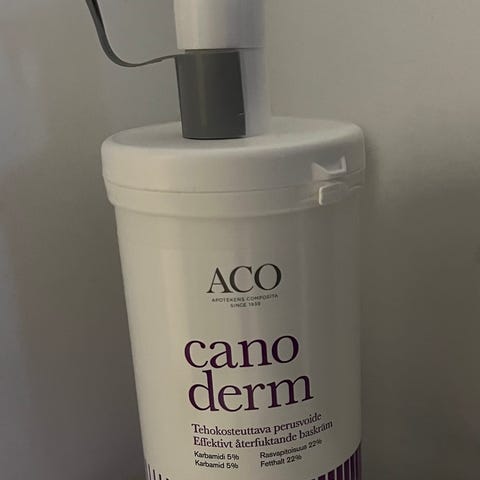 ACO
APOTEKENS COMPOSITA
SINCE 1939
cano
derm
Tehokosteuttava perusvoide
Effektivt återfuktande baskräm
Karbamidi 5% Rasvapitoisuus 22%
Karbamid 5% Fetthalt 22%